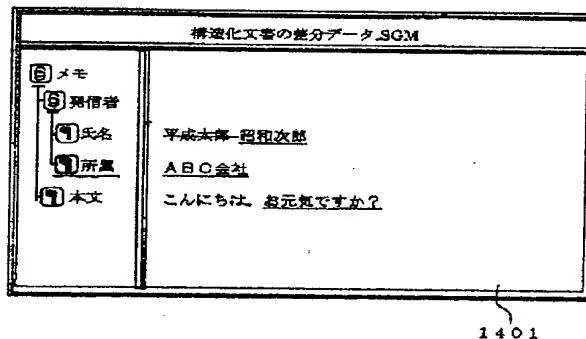 構造化文書の差分データ.SGM
メモ
発信者
氏名 平成太郎 昭和次郎
所属 ABC会社
本文 こんにちは。お元気ですか?
1401